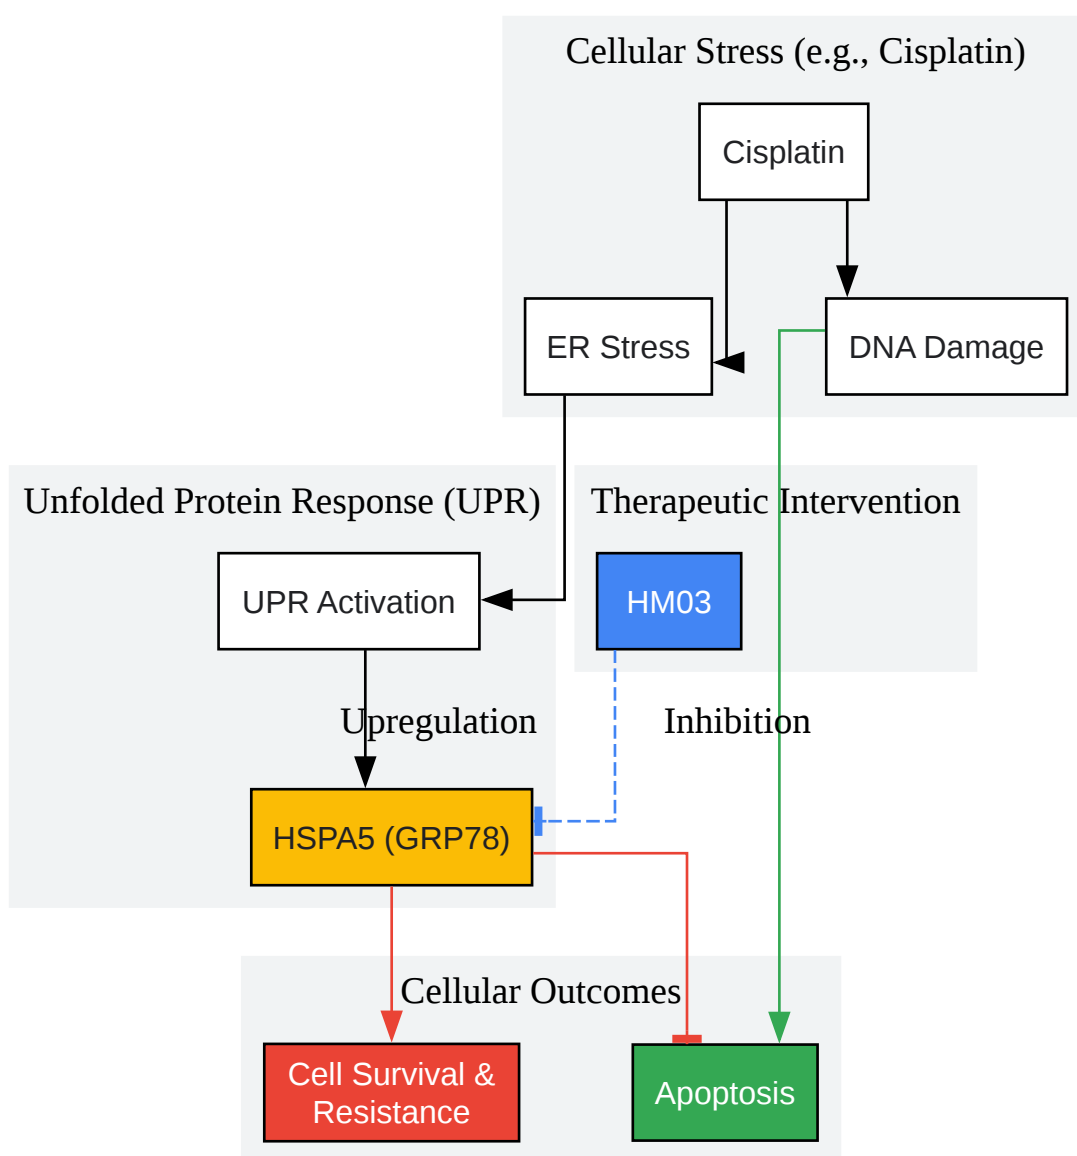 Cellular Stress (e.g., Cisplatin)
Cisplatin
ER Stress
DNA Damage
Unfolded Protein Response (UPR)
Therapeutic Intervention
UPR Activation
HM03
Upregulation
Inhibition
HSPA5 (GRP78)
Cellular Outcomes
Cell Survival &
Resistance
Apoptosis